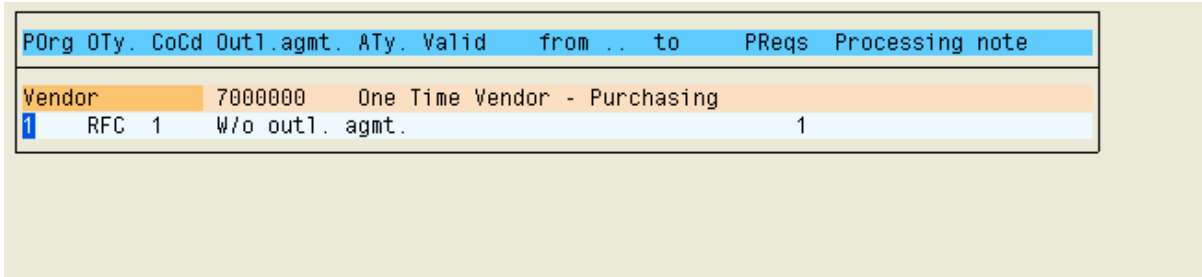 POrg OTy. CoCd Outl.agmt. ATy. Valid from .. to PReqs Processing note
Vendor 7000000 One Time Vendor - Purchasing
1 RFC 1 W/o outl. agmt. 1